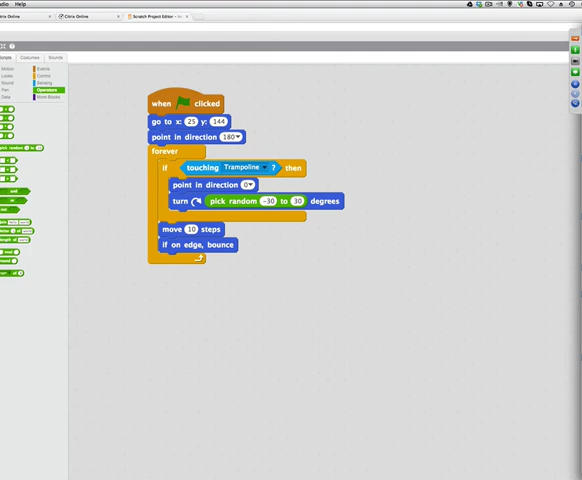 Help
Citrix Online
Scratch Project Editor
Scripts Costumes Sounds
Motion Events
Looks Control
Sound Sensing
Pen Operators
Data More Blocks
when clicked
go to x: 25 y: 144
point in direction 180
forever
if touching Trampoline ? then
point in direction 0
turn pick random -30 to 30 degrees
move 10 steps
if on edge, bounce